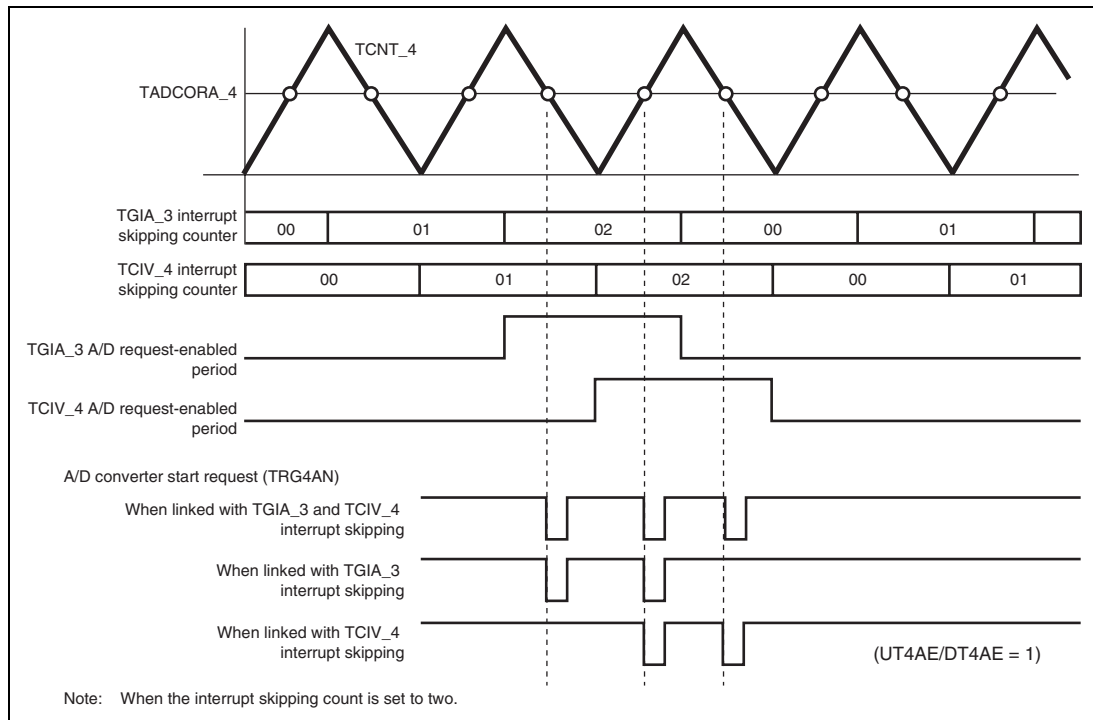 TCNT_4
TADCORA_4
TGIA_3 interrupt
skipping counter
00
01
02
00
01
TCIV_4 interrupt
skipping counter
00
01
02
00
01
TGIA_3 A/D request-enabled
period
TCIV_4 A/D request-enabled
period
A/D converter start request (TRG4AN)
When linked with TGIA_3 and TCIV_4
interrupt skipping
When linked with TGIA_3
interrupt skipping
When linked with TCIV_4
interrupt skipping
(UT4AE/DT4AE = 1)
Note: When the interrupt skipping count is set to two.